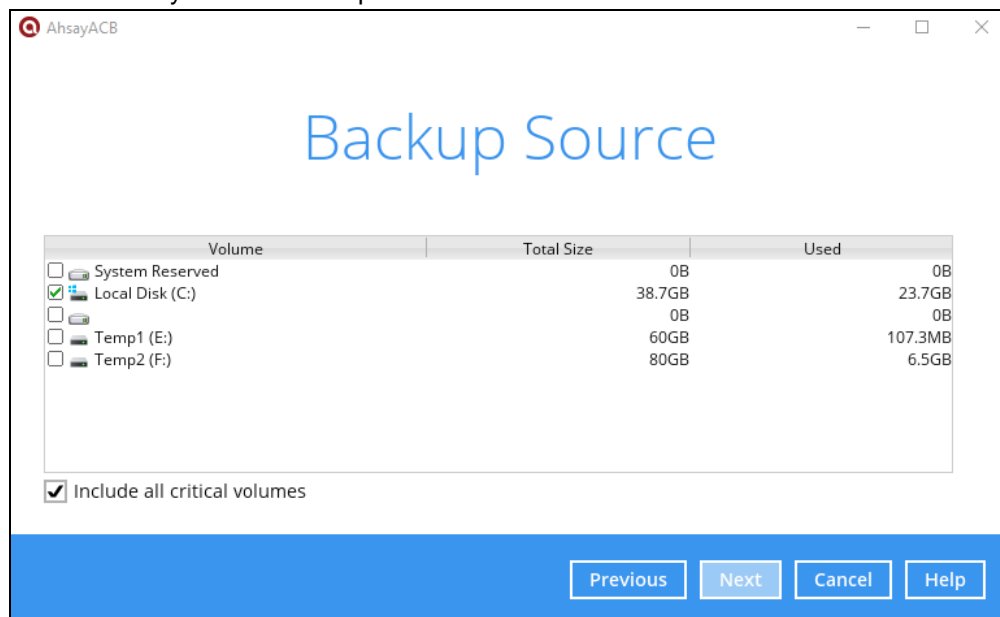 AhsayACB
Backup Source
Volume Total Size Used
System Reserved 0B 0B
Local Disk (C:) 38.7GB 23.7GB
0B 0B
Temp1 (E:) 60GB 107.3MB
Temp2 (F:) 80GB 6.5GB
Include all critical volumes
Previous Next Cancel Help